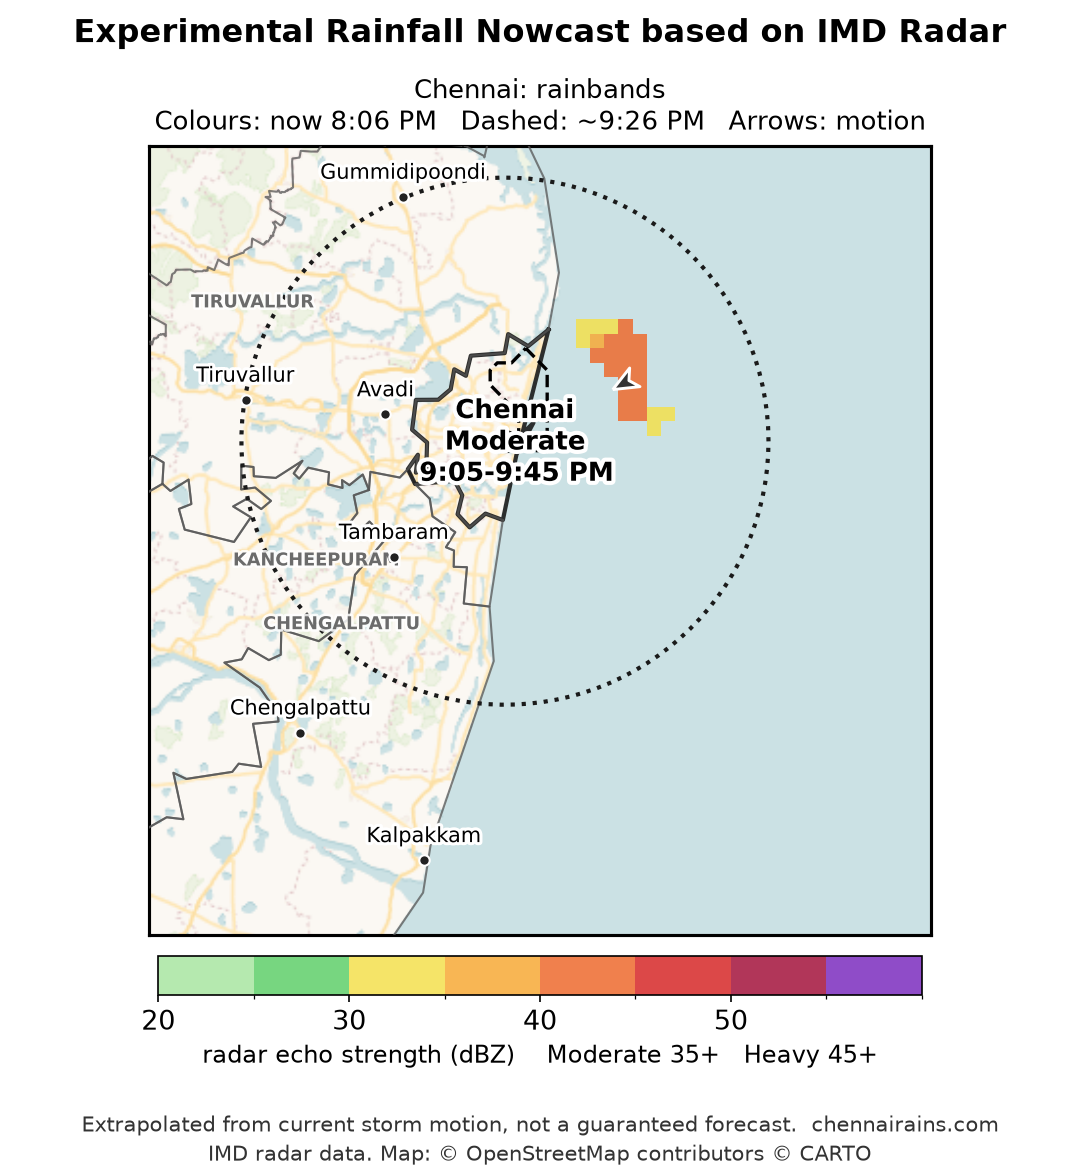 Experimental Rainfall Nowcast based on IMD Radar
Chennai: rainbands
Colours: now 8:06 PM   Dashed: ~9:26 PM   Arrows: motion
Gummidipoondi
TIRUVALLUR
Tiruvallur
Avadi
Chennai
Moderate
9:05-9:45 PM
Tambaram
KANCHEEPURAM
CHENGALPATTU
Chengalpattu
Kalpakkam
20 30 40 50
radar echo strength (dBZ)    Moderate 35+   Heavy 45+
Extrapolated from current storm motion, not a guaranteed forecast.  chennairains.com
IMD radar data. Map: © OpenStreetMap contributors © CARTO